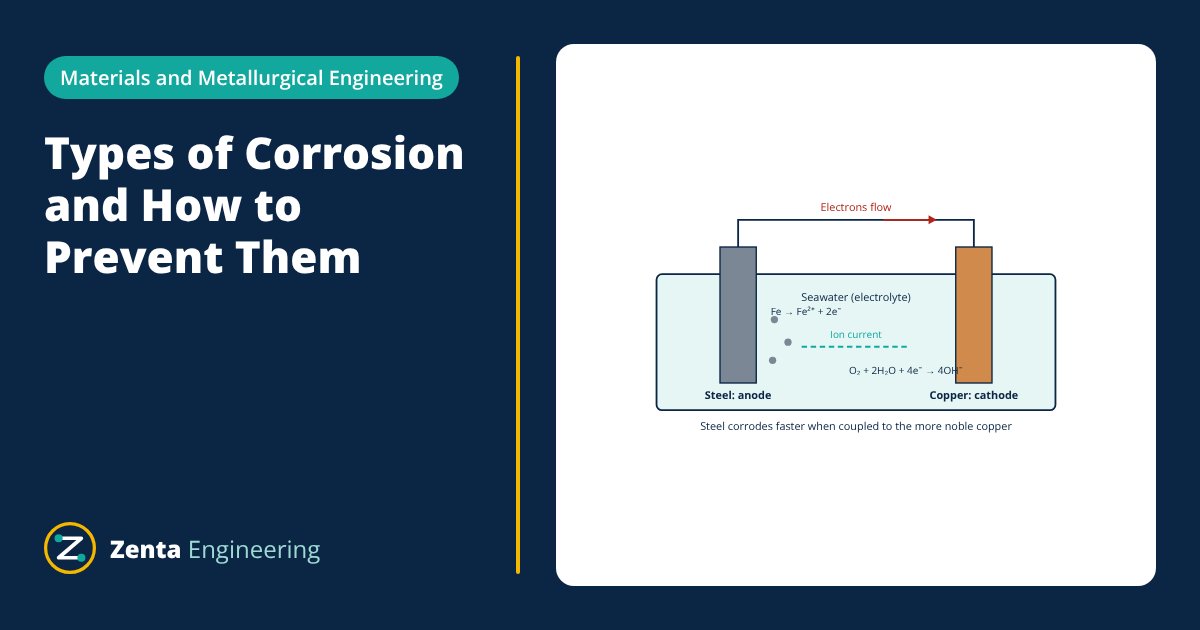 Materials and Metallurgical Engineering
Types of Corrosion
and How to
Prevent Them
Zenta Engineering
Electrons flow
Seawater (electrolyte)
Fe → Fe²⁺ + 2e⁻
Ion current
O₂ + 2H₂O + 4e⁻ → 4OH⁻
Steel: anode
Copper: cathode
Steel corrodes faster when coupled to the more noble copper